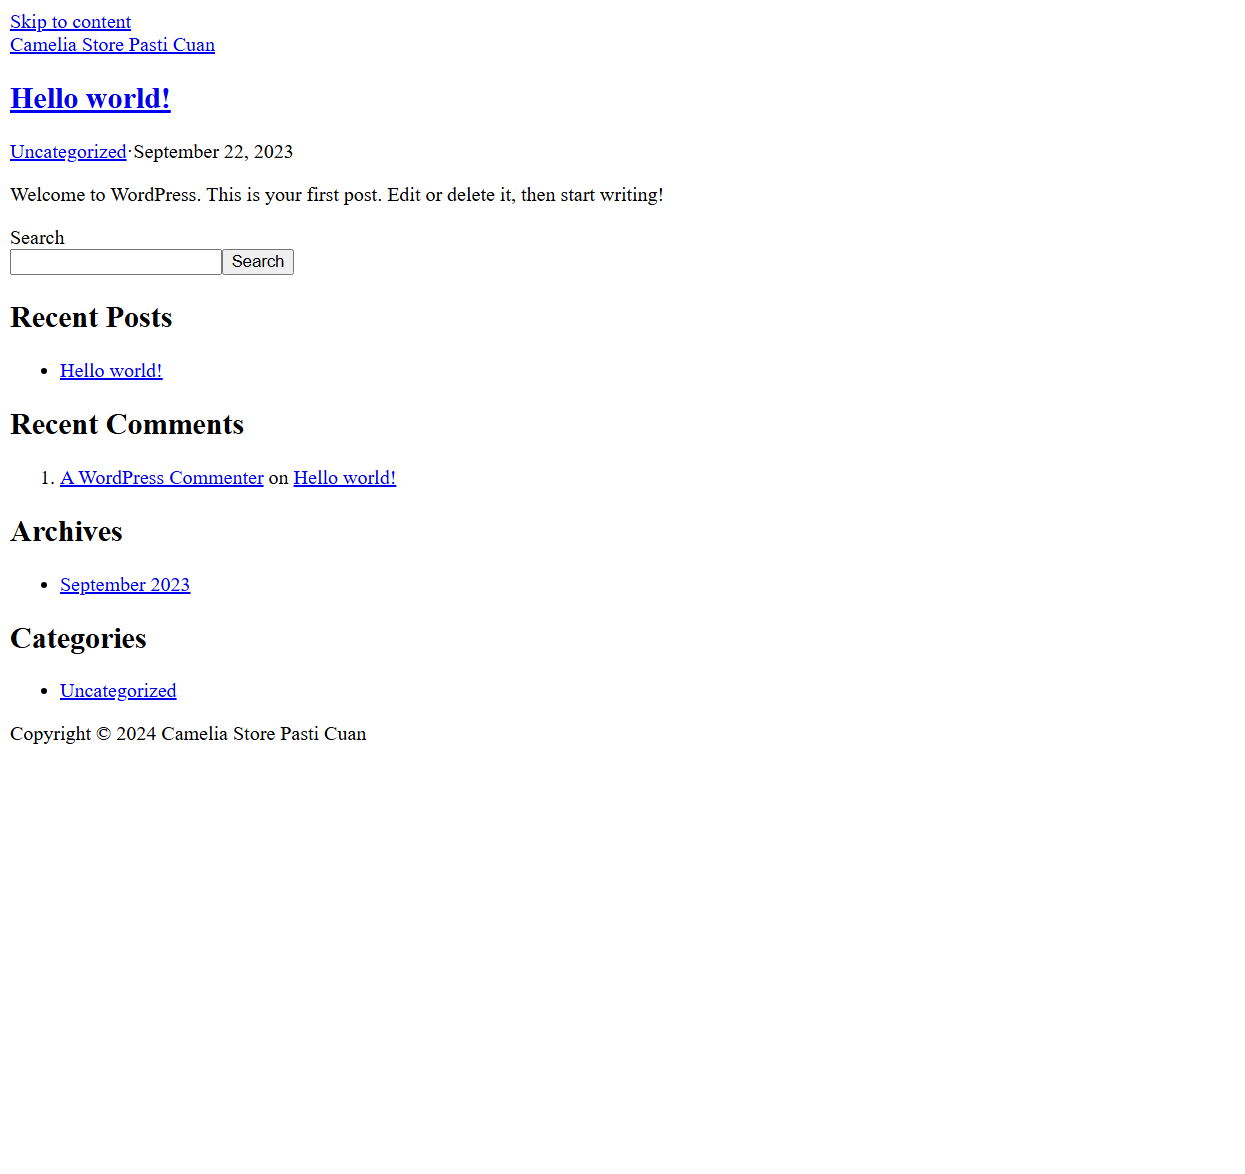 Skip to content
Camelia Store Pasti Cuan
Hello world!
Uncategorized·September 22, 2023
Welcome to WordPress. This is your first post. Edit or delete it, then start writing!
Search
Search
Recent Posts
• Hello world!
Recent Comments
1. A WordPress Commenter on Hello world!
Archives
• September 2023
Categories
• Uncategorized
Copyright © 2024 Camelia Store Pasti Cuan